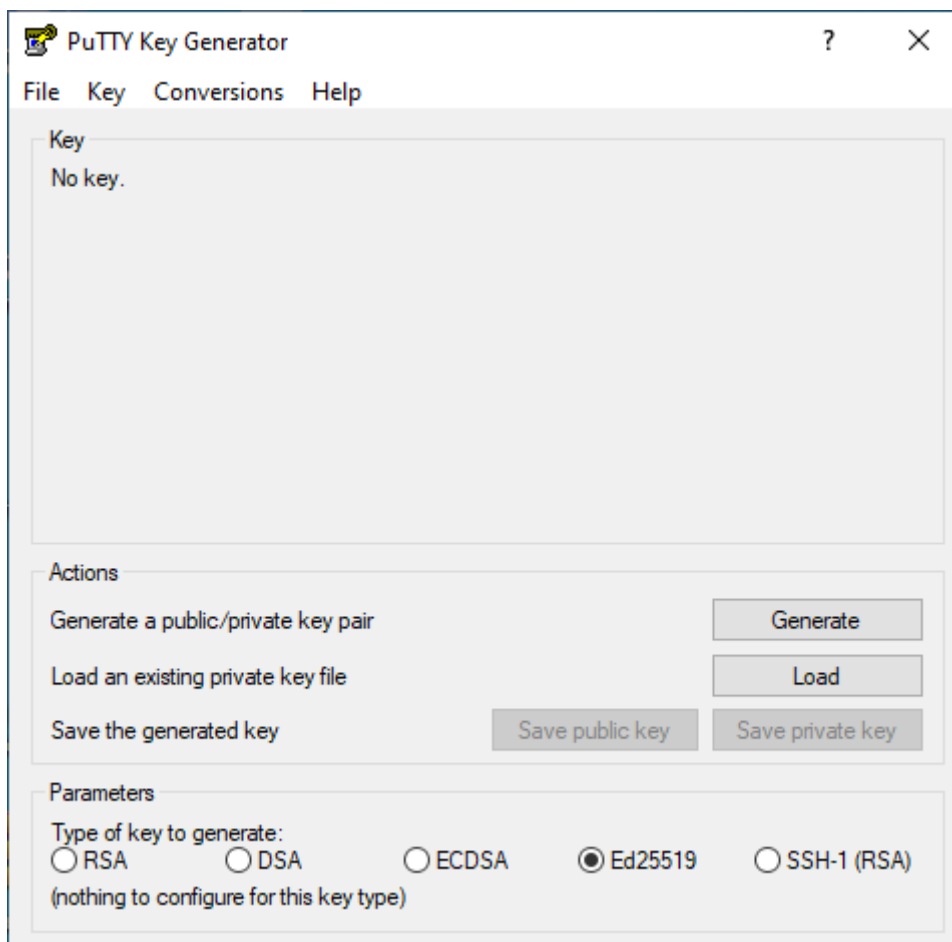 PuTTY Key Generator ?
File Key Conversions Help
Key
No key.
Actions
Generate a public/private key pair Generate
Load an existing private key file Load
Save the generated key Save public key Save private key
Parameters
Type of key to generate:
RSA DSA ECDSA Ed25519 SSH-1 (RSA)
(nothing to configure for this key type)